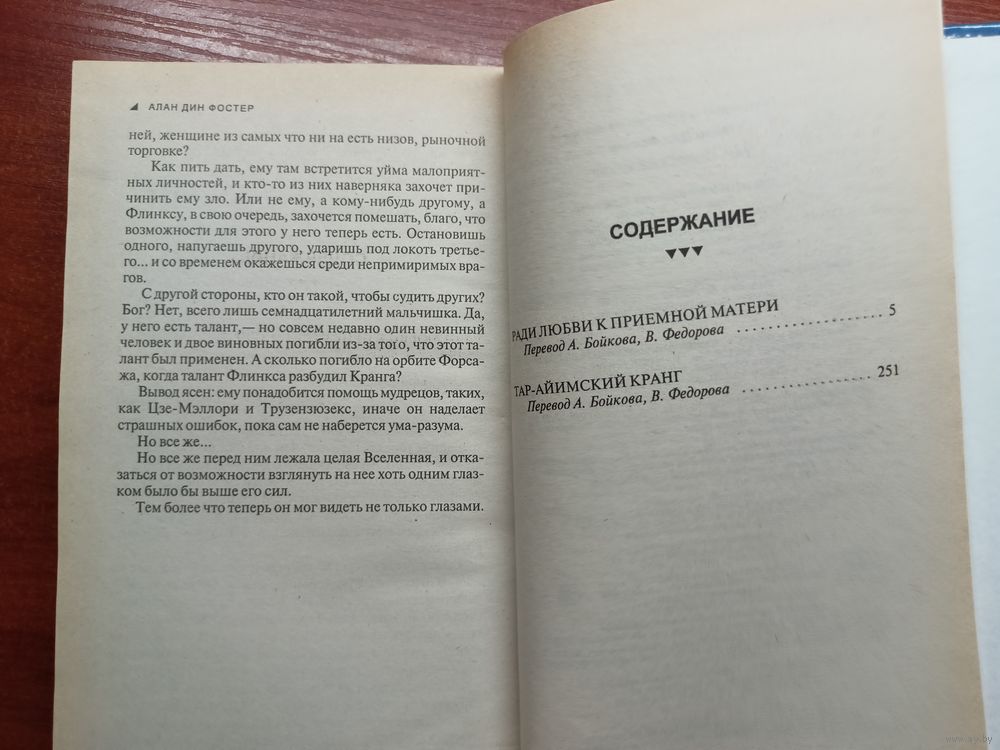 АЛАН ДИН ФОСТЕР
ней, женщине из самых что ни на есть низов, рыночной
торговке?
Как пить дать, ему там встретится уйма малоприят-
ных личностей, и кто-то из них наверняка захочет при-
чинить ему зло. Или не ему, а кому-нибудь другому, а
Флинксу, в свою очередь, захочется помешать, благо, что
возможности для этого у него теперь есть. Остановишь
одного, напугаешь другого, ударишь под локоть третье-
го... и со временем окажешься среди непримиримых вра-
гов.
С другой стороны, кто он такой, чтобы судить других?
Бог? Нет, всего лишь семнадцатилетний мальчишка. Да,
у него есть талант,— но совсем недавно один невинный
человек и двое виновных погибли из-за того, что этот та-
лант был применен. А сколько погибло на орбите Форса-
жа, когда талант Флинкса разбудил Кранга?
Вывод ясен: ему понадобится помощь мудрецов, таких,
как Цзе-Мэллори и Трузензюзекс, иначе он наделает
страшных ошибок, пока сам не наберется ума-разума.
Но все же...
Но все же перед ним лежала целая Вселенная, и отка-
заться от возможности взглянуть на нее хоть одним глаз-
ком было бы выше его сил.
Тем более что теперь он мог видеть не только глазами.
СОДЕРЖАНИЕ
РАДИ ЛЮБВИ К ПРИЕМНОЙ МАТЕРИ
Перевод А. Бойкова, В. Федорова .................... 5
ТАР-АЙИМСКИЙ КРАНГ
Перевод А. Бойкова, В. Федорова .................. 251
www.ay.by